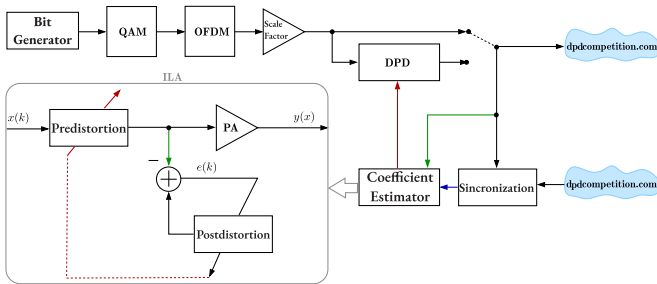 Bit
Generator
QAM
OFDM
Scale
Factor
DPD
dpdcompetition.com
ILA
x(k)
Predistortion
PA
y(x)
−
e(k)
Postdistortion
Coefficient
Estimator
Sincronization
dpdcompetition.com